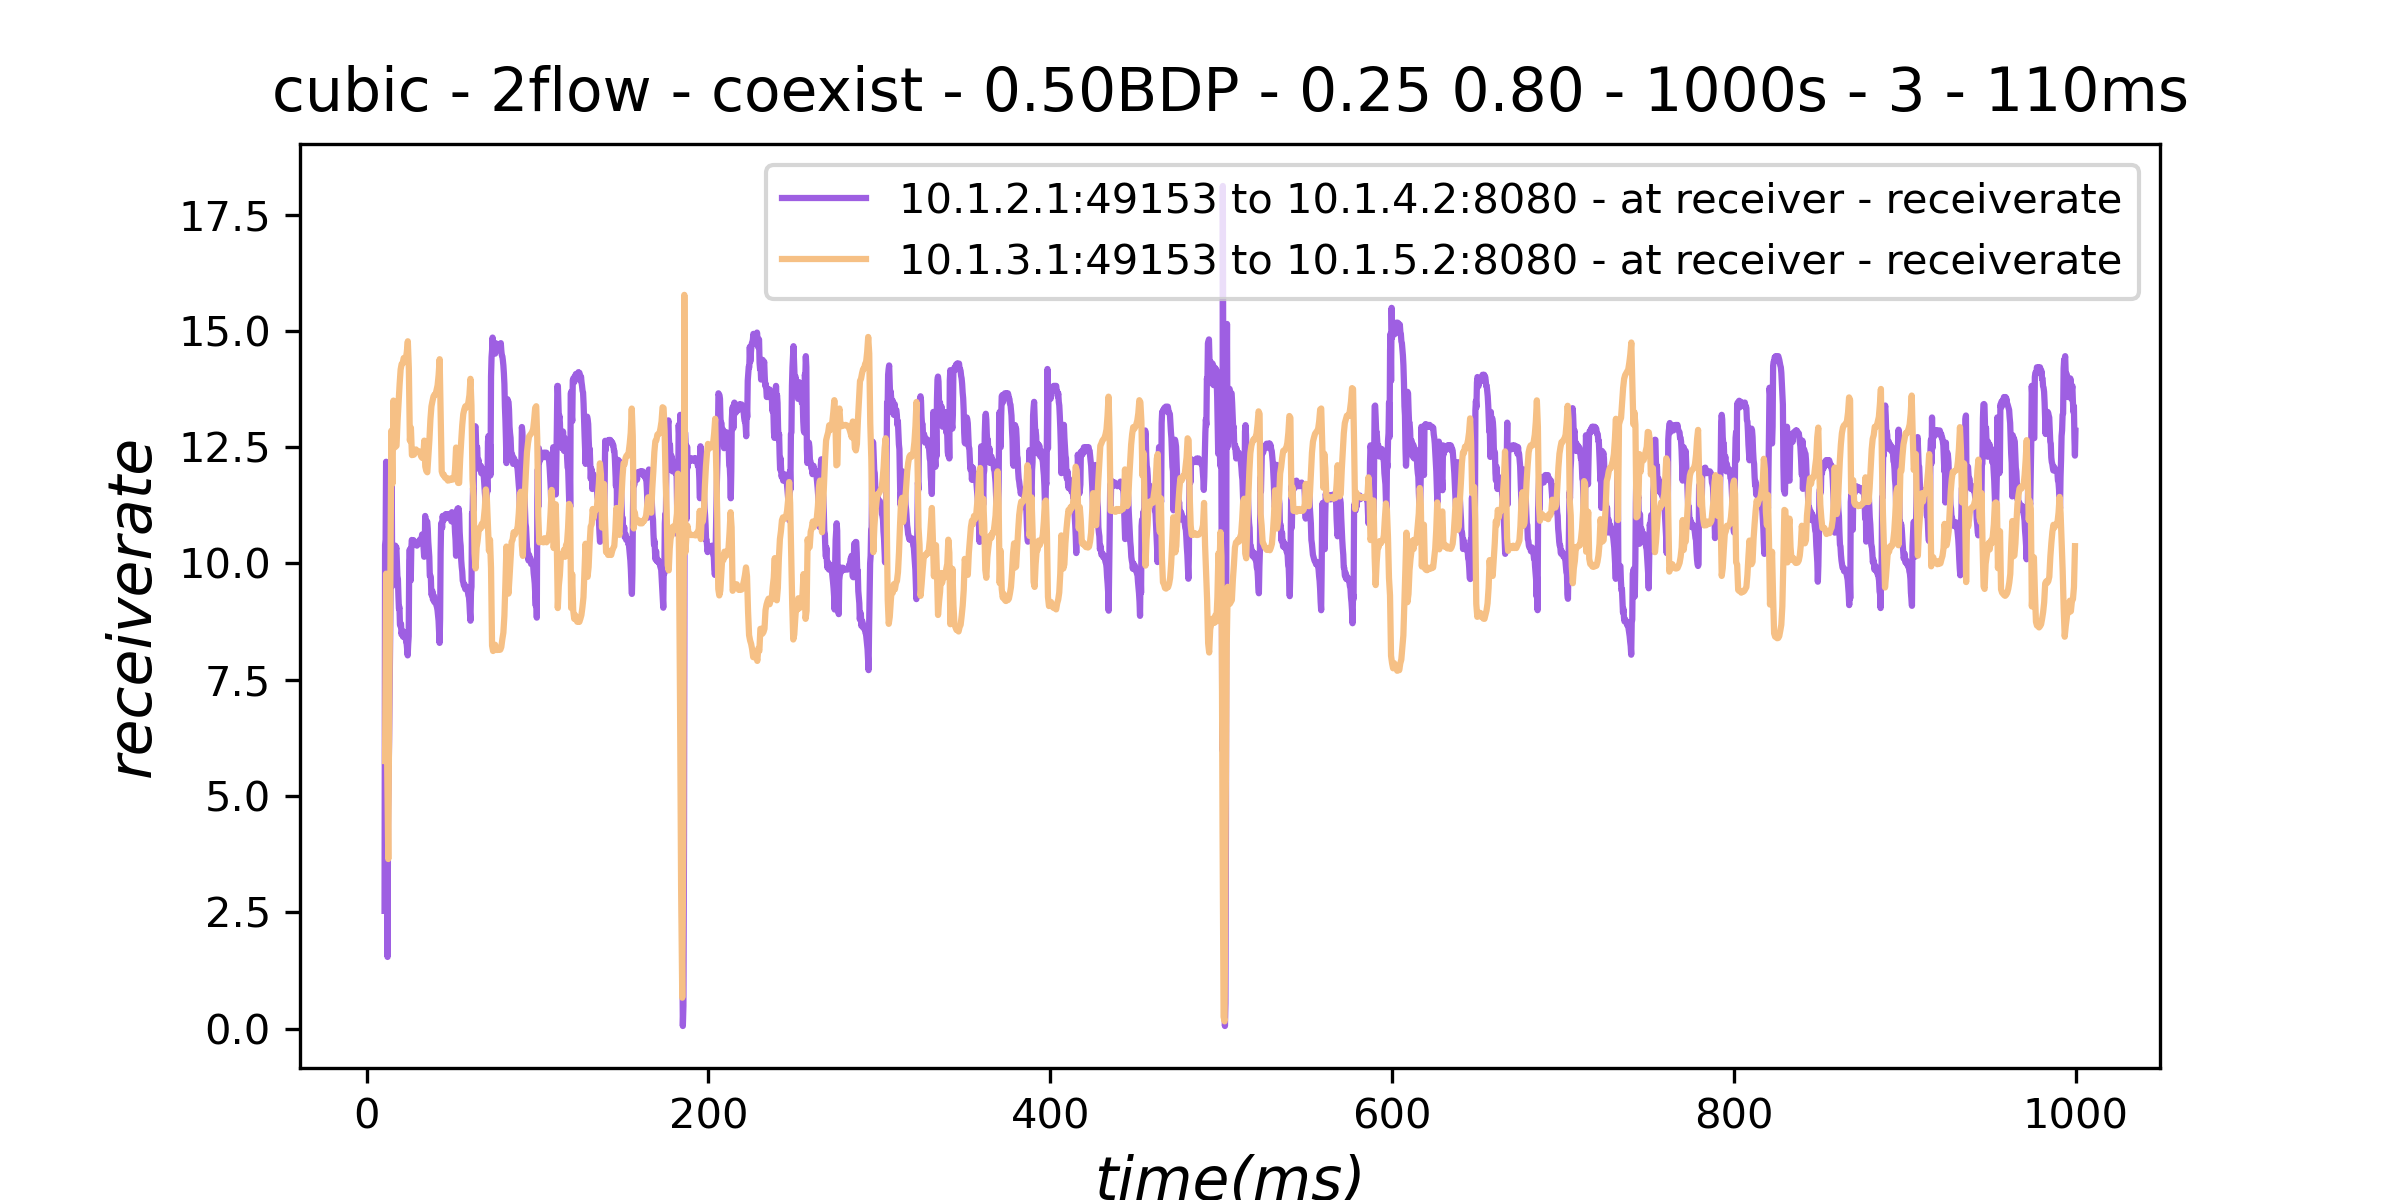 cubic - 2flow - coexist - 0.50BDP - 0.25 0.80 - 1000s - 3 - 110ms
10.1.2.1:49153 to 10.1.4.2:8080 - at receiver - receiverate
10.1.3.1:49153 to 10.1.5.2:8080 - at receiver - receiverate
receiverate
17.5
15.0
12.5
10.0
7.5
5.0
2.5
0.0
0 200 400 600 800 1000
time(ms)